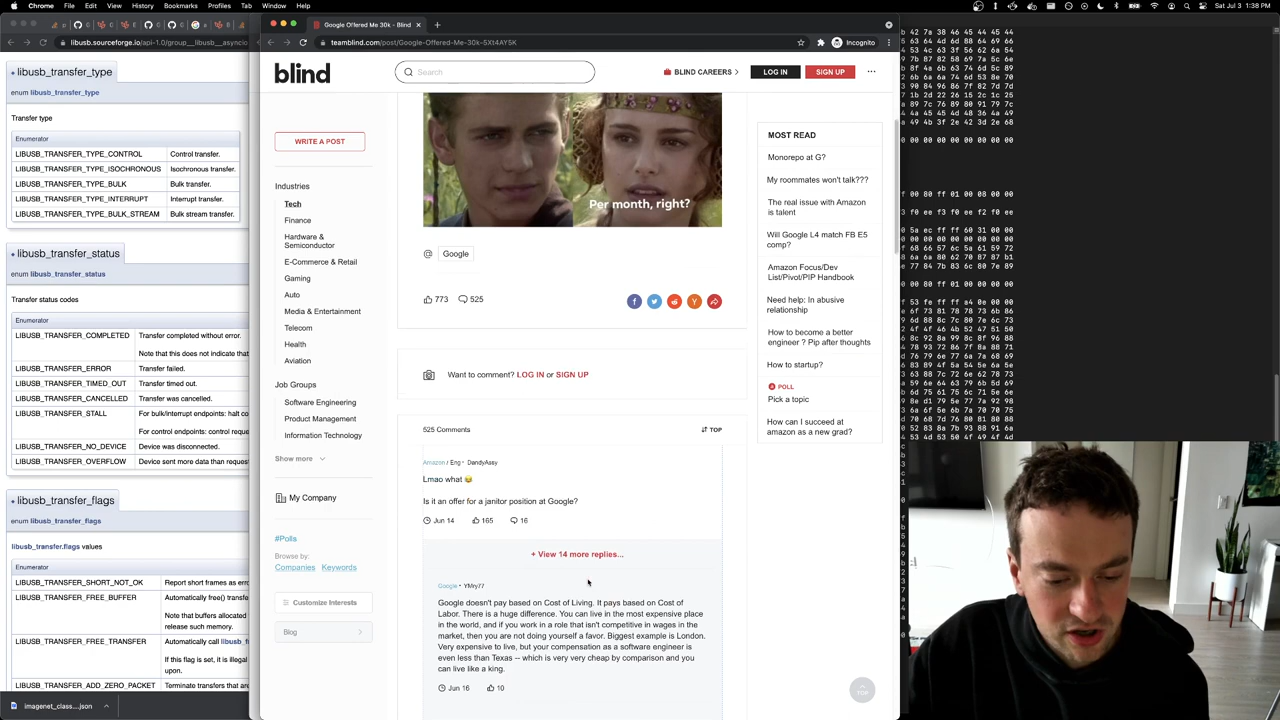 Chrome File Edit View History Bookmarks Profiles Tab Window Help
Sat Jul 3 1:38 PM
Google Offered Me 30k - Blind
libusb.sourceforge.io/api-1.0/group__libusb__asyncio
teamblind.com/post/Google-Offered-Me-30k-5Xt4AY5K
Incognito
libusb_transfer_type
enum libusb_transfer_type
Transfer type
Enumerator
LIBUSB_TRANSFER_TYPE_CONTROL Control transfer.
LIBUSB_TRANSFER_TYPE_ISOCHRONOUS Isochronous transfer.
LIBUSB_TRANSFER_TYPE_BULK Bulk transfer.
LIBUSB_TRANSFER_TYPE_INTERRUPT Interrupt transfer.
LIBUSB_TRANSFER_TYPE_BULK_STREAM Bulk stream transfer.
libusb_transfer_status
enum libusb_transfer_status
Transfer status codes
Enumerator
LIBUSB_TRANSFER_COMPLETED Transfer completed without error.
Note that this does not indicate that
LIBUSB_TRANSFER_ERROR Transfer failed.
LIBUSB_TRANSFER_TIMED_OUT Transfer timed out.
LIBUSB_TRANSFER_CANCELLED Transfer was cancelled.
LIBUSB_TRANSFER_STALL For bulk/interrupt endpoints: halt co
For control endpoints: control reque
LIBUSB_TRANSFER_NO_DEVICE Device was disconnected.
LIBUSB_TRANSFER_OVERFLOW Device sent more data than request
libusb_transfer_flags
enum libusb_transfer_flags
libusb_transfer.flags values
Enumerator
LIBUSB_TRANSFER_SHORT_NOT_OK Report short frames as erro
LIBUSB_TRANSFER_FREE_BUFFER Automatically free() transfe
Note that buffers allocated
release such memory.
LIBUSB_TRANSFER_FREE_TRANSFER Automatically call libusb_f
If this flag is set, it is illegal
upon.
LIBUSB_TRANSFER_ADD_ZERO_PACKET Terminate transfers that are
imagenet_class....json
blind
Search
BLIND CAREERS
LOG IN
SIGN UP
WRITE A POST
Industries
Tech
Finance
Hardware &
Semiconductor
E-Commerce & Retail
Gaming
Auto
Media & Entertainment
Telecom
Health
Aviation
Job Groups
Software Engineering
Product Management
Information Technology
Show more
My Company
#Polls
Browse by:
Companies Keywords
Customize Interests
Blog
Per month, right?
@ Google
773 525
Want to comment? LOG IN or SIGN UP
525 Comments
TOP
Amazon / Eng · DandyAssy
Lmao what 😂
Is it an offer for a janitor position at Google?
Jun 14 165 16
+ View 14 more replies...
Google · YMry77
Google doesn't pay based on Cost of Living. It pays based on Cost of
Labor. There is a huge difference. You can live in the most expensive place
in the world, and if you work in a role that isn't competitive in wages in the
market, then you are not doing yourself a favor. Biggest example is London.
Very expensive to live, but your compensation as a software engineer is
even less than Texas -- which is very very cheap by comparison and you
can live like a king.
Jun 16 10
MOST READ
Monorepo at G?
My roommates won't talk???
The real issue with Amazon
is talent
Will Google L4 match FB E5
comp?
Amazon Focus/Dev
List/Pivot/PIP Handbook
Need help: In abusive
relationship
How to become a better
engineer ? Pip after thoughts
How to startup?
POLL
Pick a topic
How can I succeed at
amazon as a new grad?
TOP